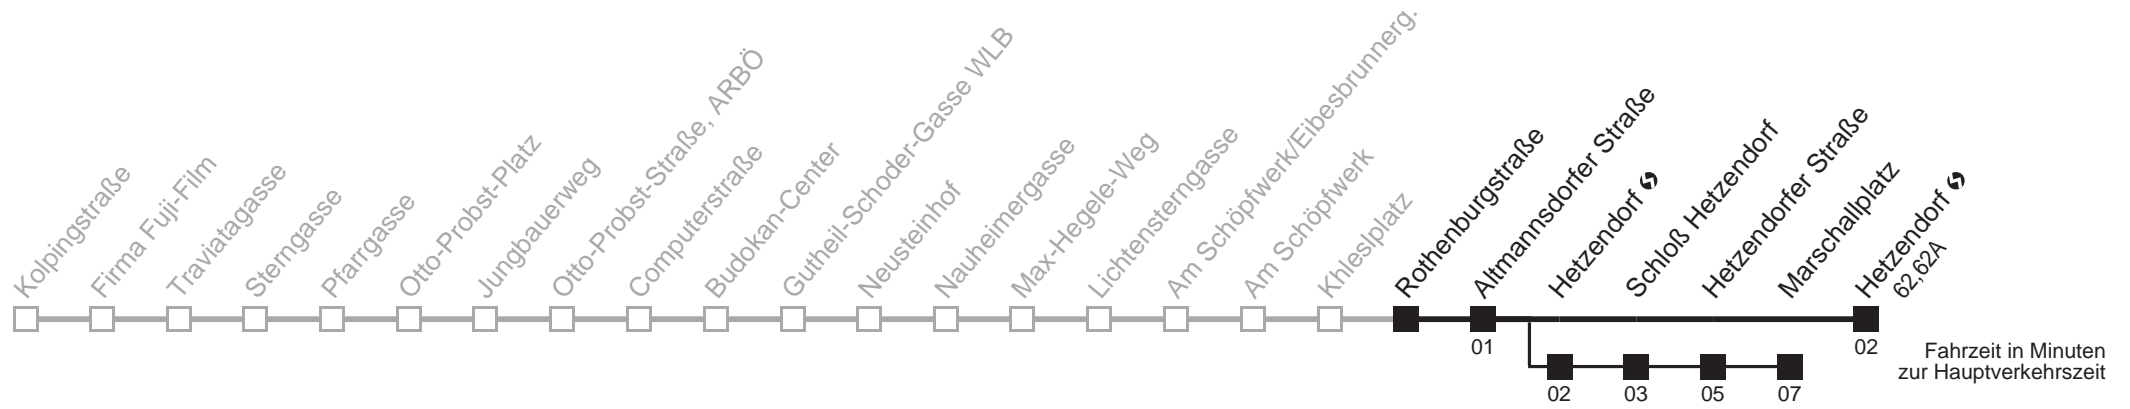 Kolpingstraße
Firma Fuji-Film
Traviatagasse
Sterngasse
Pfarrgasse
Otto-Probst-Platz
Jungbauerweg
Otto-Probst-Straße, ARBÖ
Computerstraße
Budokan-Center
Gutheil-Schoder-Gasse WLB
Neusteinhof
Nauheimergasse
Max-Hegele-Weg
Lichtensterngasse
Am Schöpfwerk/Eibesbrunnerg.
Am Schöpfwerk
Khleslplatz
Rothenburgstraße
Altmannsdorfer Straße
Hetzendorf
Schloß Hetzendorf
Hetzendorfer Straße
Marschallplatz
Hetzendorf
62,62A
01
02
02
03
05
07
Fahrzeit in Minuten
zur Hauptverkehrszeit